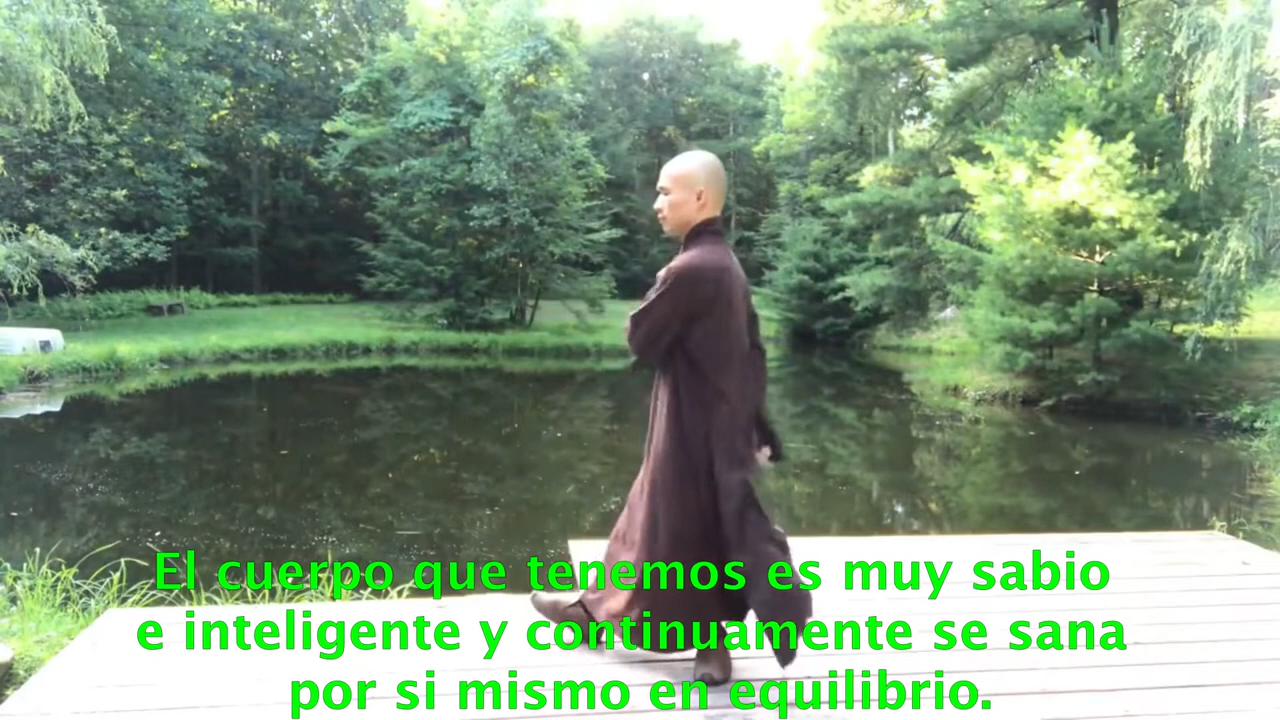 El cuerpo que tenemos es muy sabio
e inteligente y continuamente se sana
por si mismo en equilibrio.